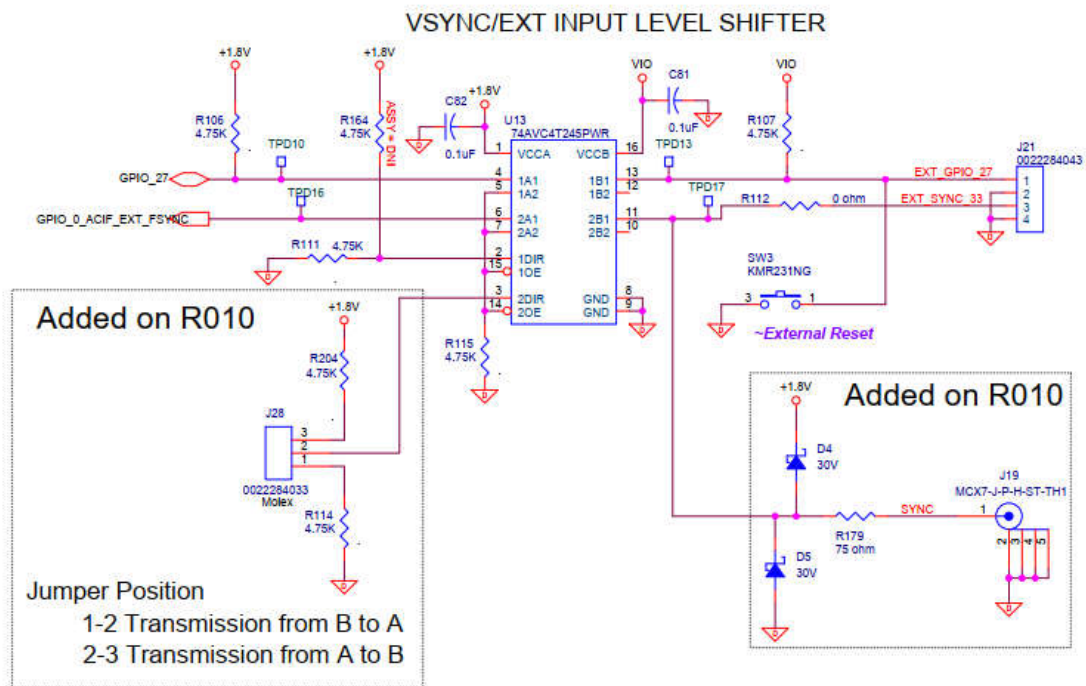 VSYNC/EXT INPUT LEVEL SHIFTER
+1.8V
+1.8V
+1.8V
VIO
VIO
C82
0.1uF
C81
0.1uF
R106
4.75K
R164
4.75K
ASSY = DNI
U13
74AVC4T245PWR
R107
4.75K
TPD10
TPD13
J21
0022284043
1 VCCA
VCCB 16
GPIO_27
4 1A1
1B1 13
EXT_GPIO_27
1
5 1A2
1B2 12
2
TPD16
TPD17
R112
0 ohm
EXT_SYNC_33
3
GPIO_0_ACIF_EXT_FSYNC
6 2A1
2B1 11
4
7 2A2
2B2 10
R111 4.75K
2 1DIR
15 1OE
3 2DIR
GND 8
14 2OE
GND 9
D
D
D
D
D
D
SW3
KMR231NG
3
1
~External Reset
R115
4.75K
D
Added on R010
+1.8V
R204
4.75K
J28
3
2
1
0022284033
Molex
R114
4.75K
D
Jumper Position
1-2 Transmission from B to A
2-3 Transmission from A to B
Added on R010
+1.8V
D4
30V
J19
MCX7-J-P-H-ST-TH1
SYNC
1
R179
75 ohm
2
3
4
5
D5
30V
D
D